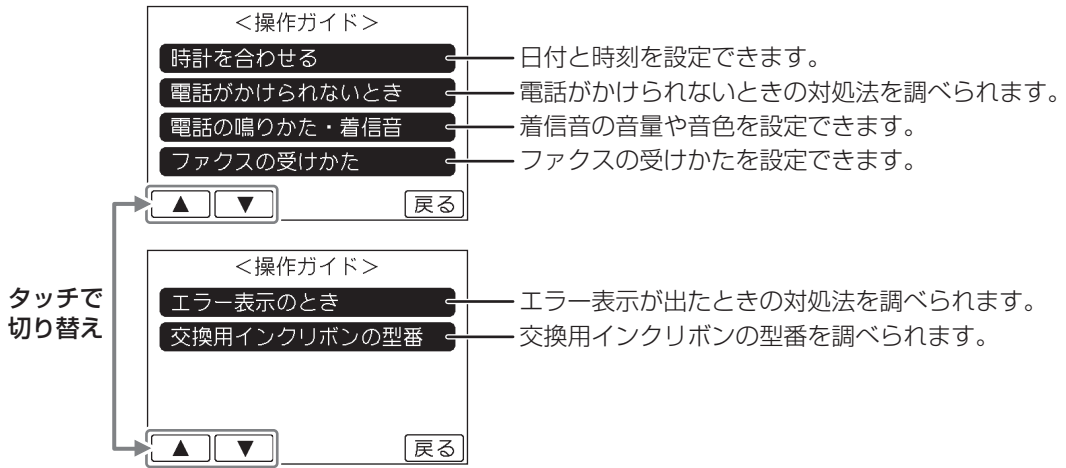 ＜操作ガイド＞
時計を合わせる 日付と時刻を設定できます。
電話がかけられないとき 電話がかけられないときの対処法を調べられます。
電話の鳴りかた・着信音 着信音の音量や音色を設定できます。
ファクスの受けかた ファクスの受けかたを設定できます。
▲ ▼ 戻る
タッチで
切り替え
＜操作ガイド＞
エラー表示のとき エラー表示が出たときの対処法を調べられます。
交換用インクリボンの型番 交換用インクリボンの型番を調べられます。
▲ ▼ 戻る